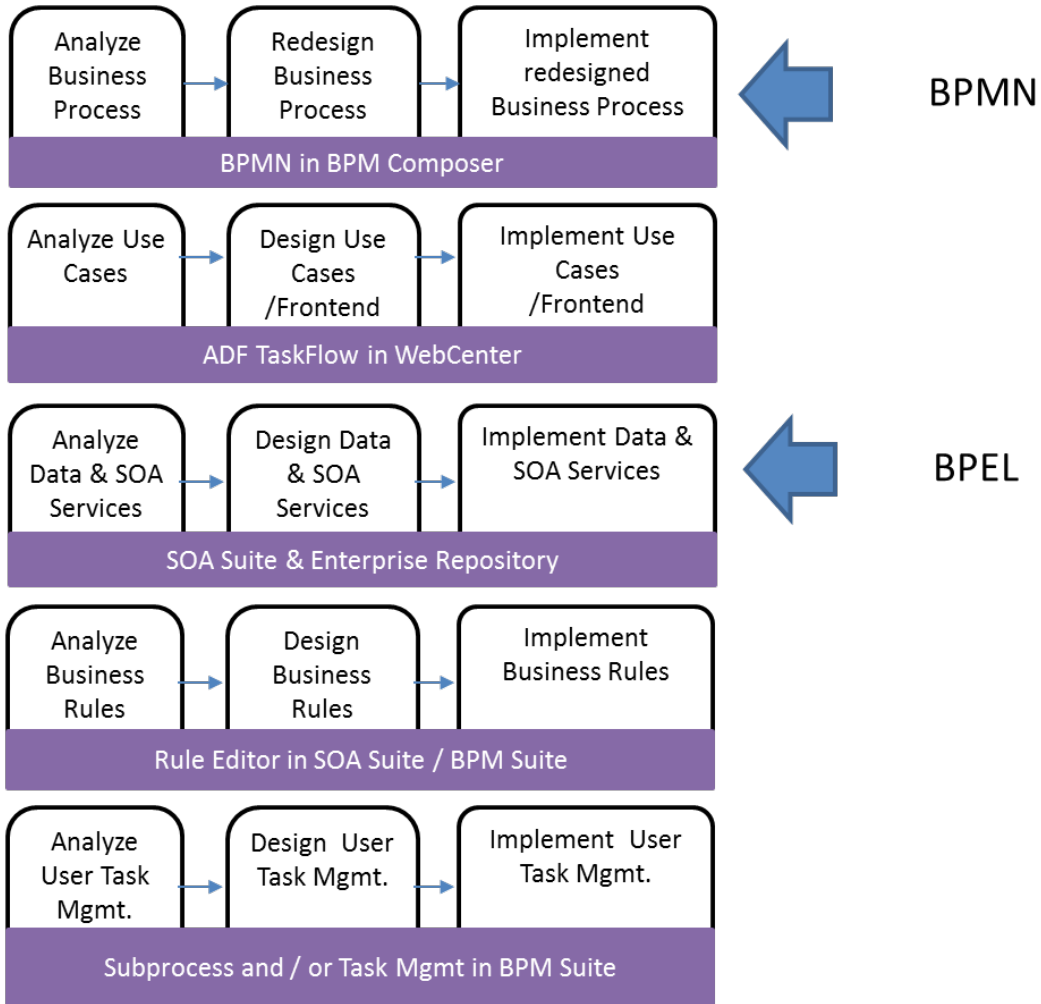 Analyze
Business
Process
Redesign
Business
Process
Implement
redesigned
Business Process
BPMN in BPM Composer
BPMN
Analyze Use
Cases
Design Use
Cases
/Frontend
Implement Use
Cases
/Frontend
ADF TaskFlow in WebCenter
Analyze
Data & SOA
Services
Design Data
& SOA
Services
Implement Data &
SOA Services
SOA Suite & Enterprise Repository
BPEL
Analyze
Business
Rules
Design
Business
Rules
Implement
Business Rules
Rule Editor in SOA Suite / BPM Suite
Analyze
User Task
Mgmt.
Design User
Task Mgmt.
Implement User
Task Mgmt.
Subprocess and / or Task Mgmt in BPM Suite